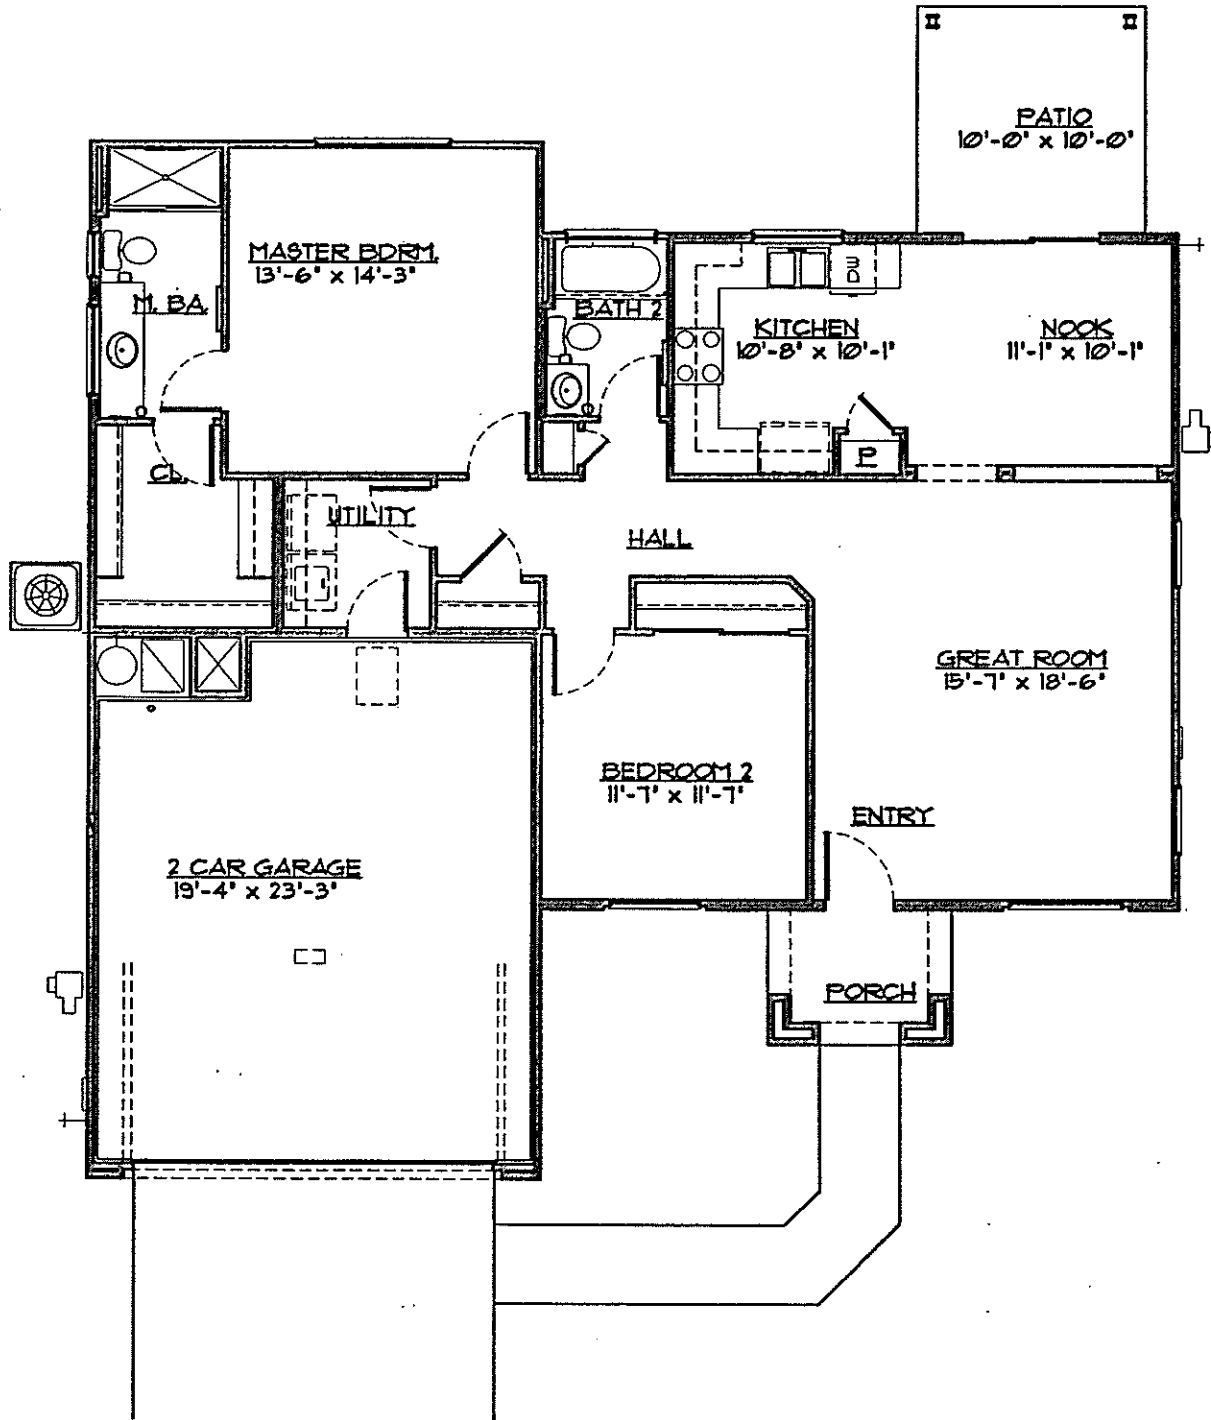 PATIO
10'-0" x 10'-0"
MASTER BDRM.
13'-6" x 14'-3"
M. BA.
BATH 2
DW
KITCHEN
10'-8" x 10'-1"
NOOK
11'-1" x 10'-1"
P
CL.
UTILITY
HALL
GREAT ROOM
15'-7" x 18'-6"
BEDROOM 2
11'-7" x 11'-7"
ENTRY
2 CAR GARAGE
19'-4" x 23'-3"
PORCH